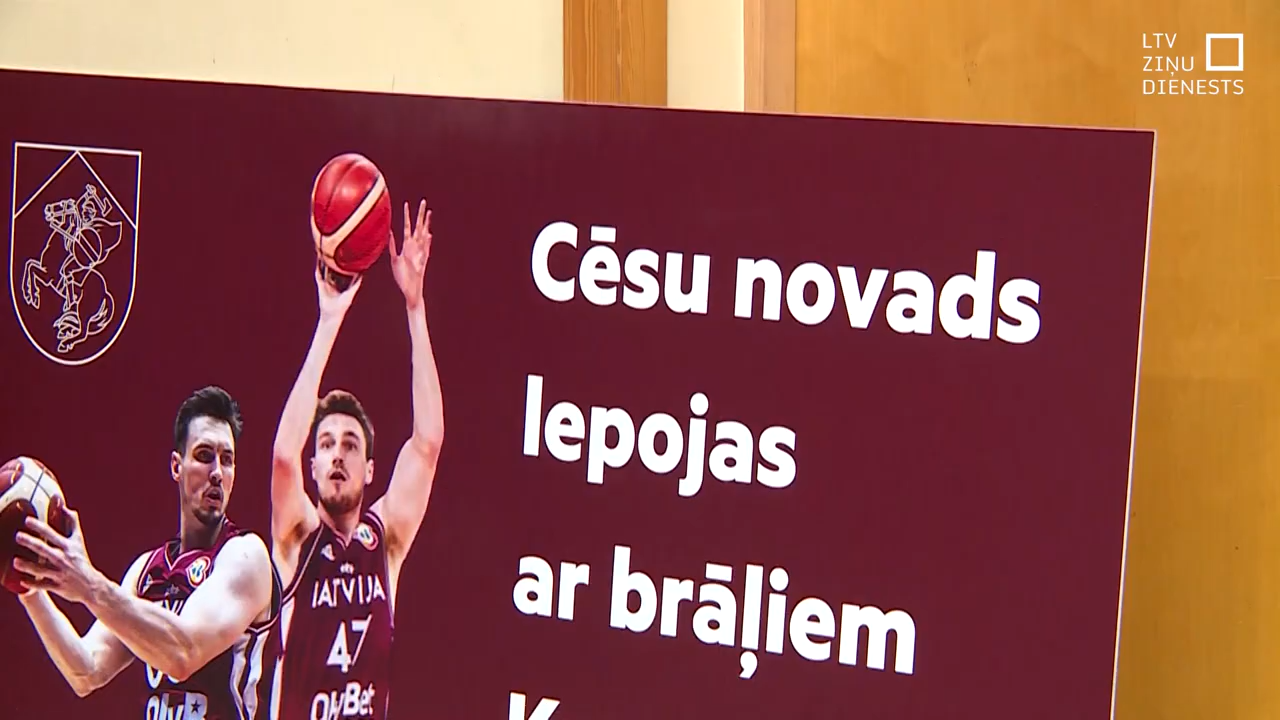 LTV
ZIŅU
DIENESTS
Cēsu novads
lepojas
ar brāļiem
LATVIJA
47
OlyBet